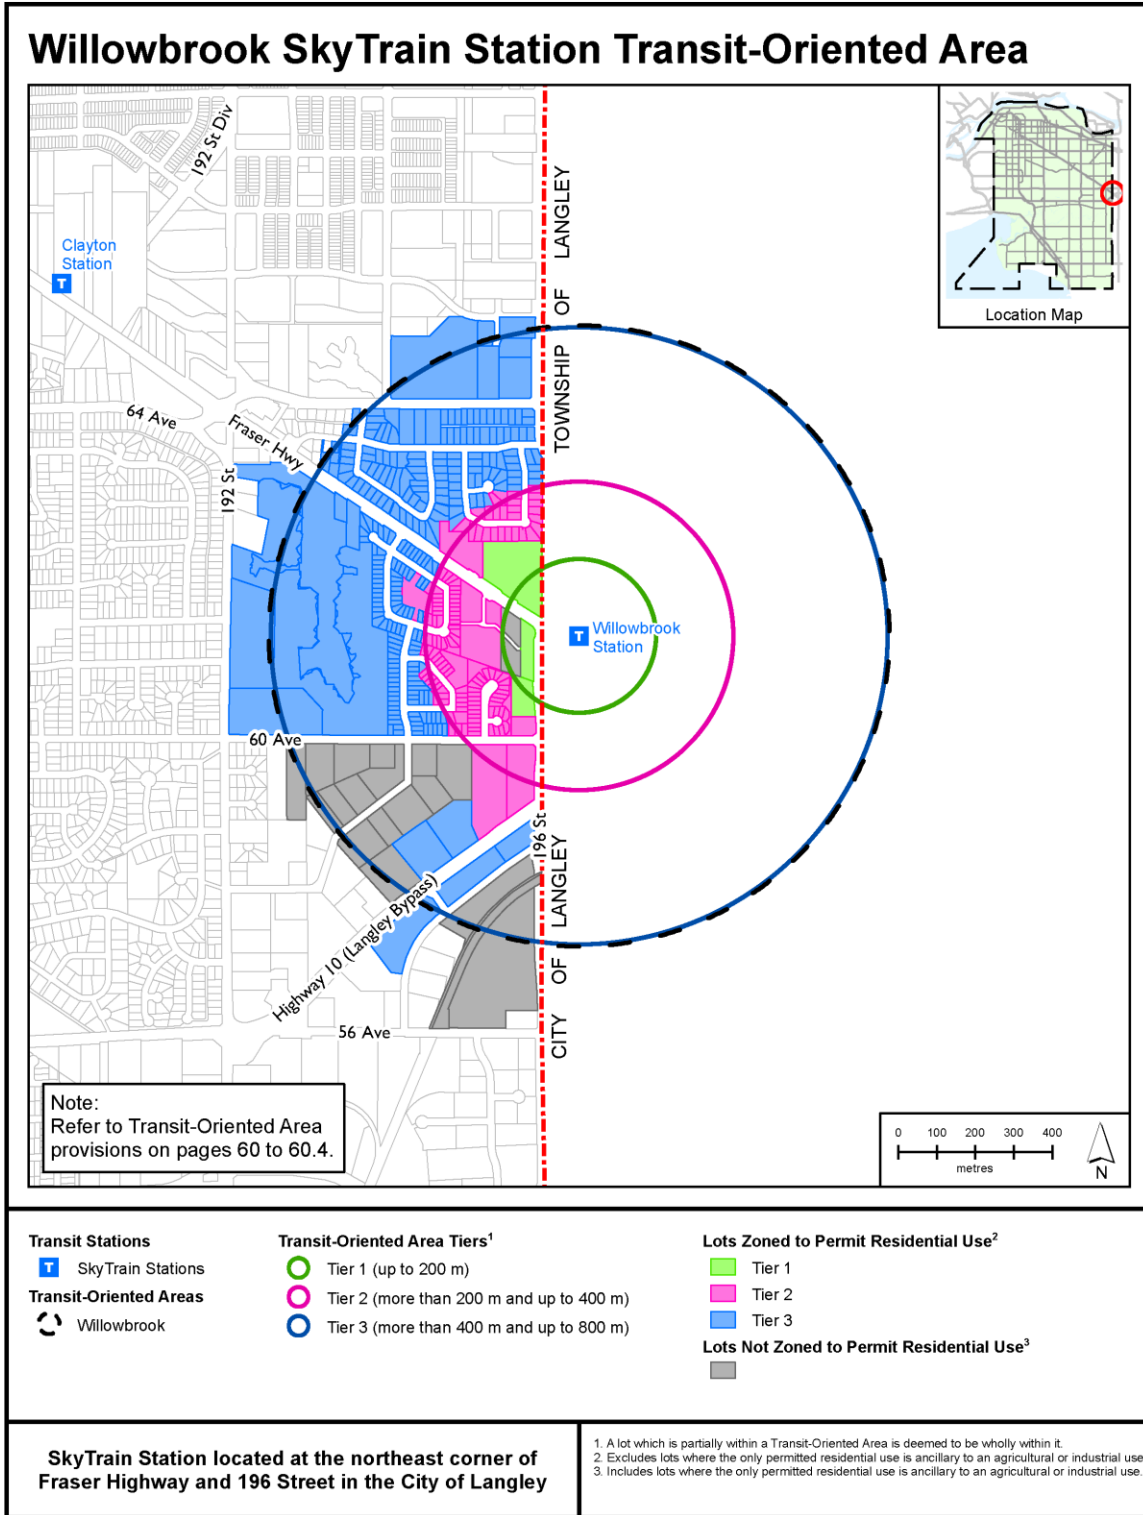 Willowbrook SkyTrain Station Transit-Oriented Area
192 St Div
TOWNSHIP OF LANGLEY
Clayton
Station
T
Location Map
64 Ave
Fraser Hwy
192 St
T
Willowbrook
Station
60 Ave
196 St
CITY OF LANGLEY
Highway 10 (Langley Bypass)
56 Ave
Note:
Refer to Transit-Oriented Area
provisions on pages 60 to 60.4.
0 100 200 300 400
metres
N
Transit Stations
T SkyTrain Stations
Transit-Oriented Areas
Willowbrook
Transit-Oriented Area Tiers¹
Tier 1 (up to 200 m)
Tier 2 (more than 200 m and up to 400 m)
Tier 3 (more than 400 m and up to 800 m)
Lots Zoned to Permit Residential Use²
Tier 1
Tier 2
Tier 3
Lots Not Zoned to Permit Residential Use³
SkyTrain Station located at the northeast corner of
Fraser Highway and 196 Street in the City of Langley
1. A lot which is partially within a Transit-Oriented Area is deemed to be wholly within it.
2. Excludes lots where the only permitted residential use is ancillary to an agricultural or industrial use
3. Includes lots where the only permitted residential use is ancillary to an agricultural or industrial use.